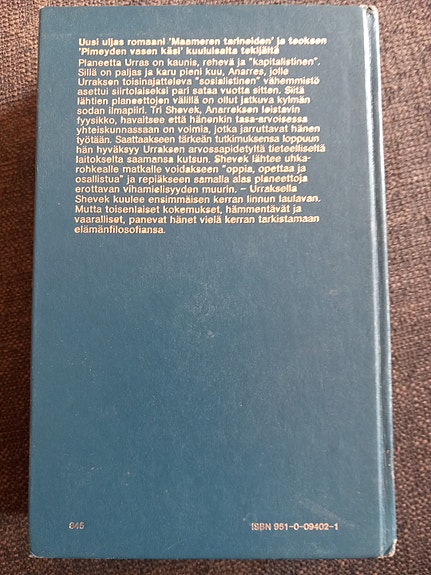 Uusi uljas romaani 'Maameren tarinoiden' ja teoksen
'Pimeyden vasen käsi' kuuluisalta tekijältä
Planeetta Urras on kaunis, rehevä ja "kapitalistinen".
Sillä on paljas ja karu pieni kuu, Anarres, jolle
Urraksen toisinajatteleva "sosialistinen" vähemmistö
asettui siirtolaiseksi pari sataa vuotta sitten. Siitä
lähtien planeettojen välillä on ollut jatkuva kylmän
sodan ilmapiiri. Tri Shevek, Anarreksen loistavin
fyysikko, havaitsee että hänenkin tasa-arvoisessa
yhteiskunnassaan on voimia, jotka jarruttavat hänen
työtään. Saattaakseen tärkeän tutkimuksensa loppuun
hän hyväksyy Urraksen arvossapidetyltä tieteelliseltä
laitokselta saamansa kutsun. Shevek lähtee uhka-
rohkealle matkalle voidakseen "oppia, opettaa ja
osallistua" ja repiäkseen samalla alas planeettoja
erottavan vihamielisyyden muurin. – Urraksella
Shevek kuulee ensimmäisen kerran linnun laulavan.
Mutta toisenlaiset kokemukset, hämmentävät ja
vaaralliset, panevat hänet vielä kerran tarkistamaan
elämänfilosofiansa.
845
ISBN 951-0-09402-1